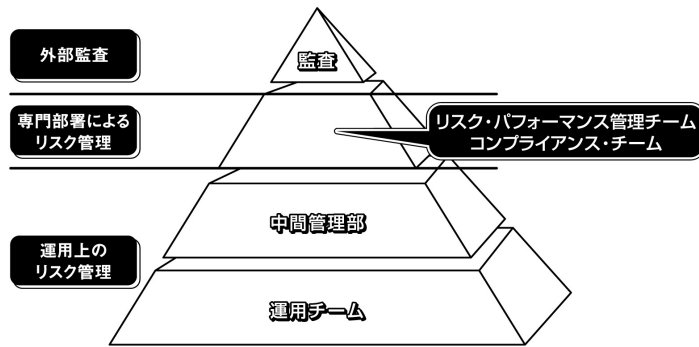 外部監査
監査
専門部署による
リスク管理
リスク・パフォーマンス管理チーム
コンプライアンス・チーム
中間管理部
運用上の
リスク管理
運用チーム